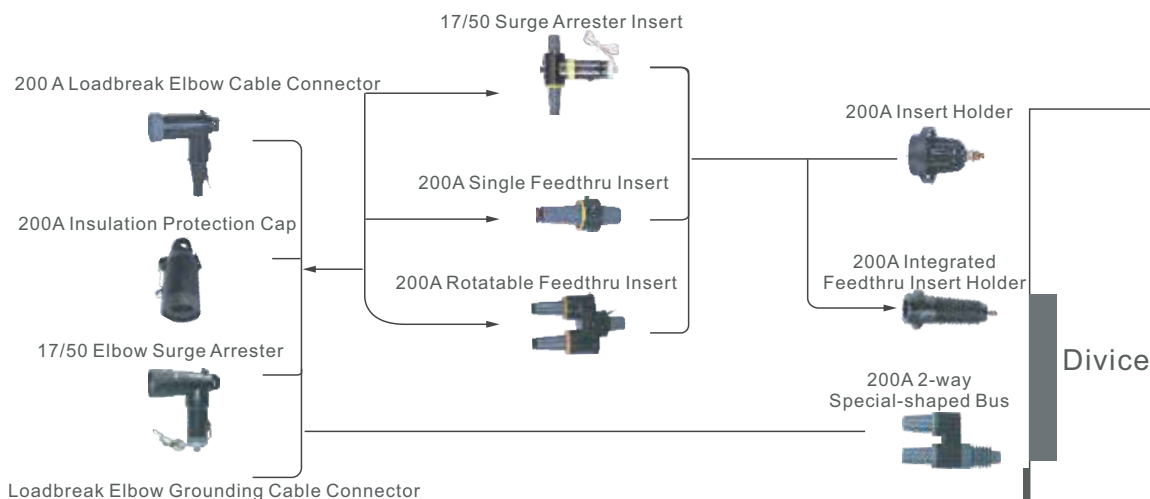 17/50 Surge Arrester Insert
200 A Loadbreak Elbow Cable Connector
200A Insert Holder
200A Single Feedthru Insert
200A Insulation Protection Cap
200A Integrated
Feedthru Insert Holder
200A Rotatable Feedthru Insert
17/50 Elbow Surge Arrester
Divice
200A 2-way
Special-shaped Bus
Loadbreak Elbow Grounding Cable Connector